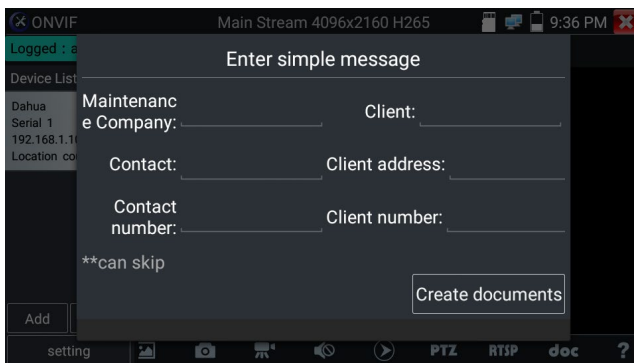 ONVIF Main Stream 4096x2160 H265 9:36 PM
Logged : a
Device List
Dahua
Serial 1
192.168.1.10
Location co
Enter simple message
Maintenanc
e Company:
Client:
Contact:
Client address:
Contact
number:
Client number:
**can skip
Create documents
Add
setting PTZ RTSP doc ?